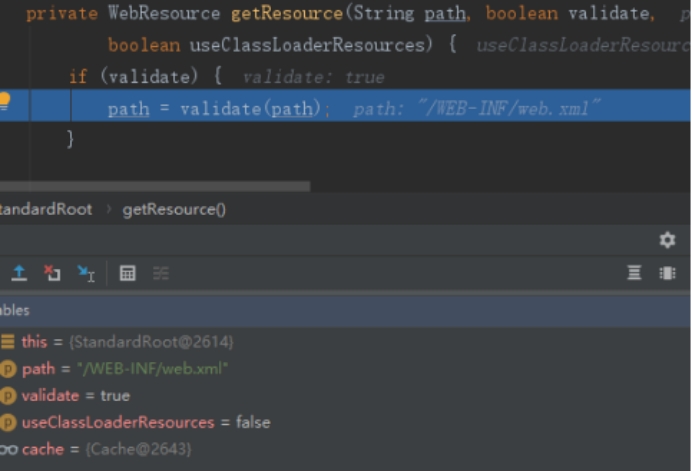 private WebResource getResource(String path, boolean validate,
boolean useClassLoaderResources) { useClassLoaderResourc
if (validate) { validate: true
path = validate(path); path: "/WEB-INF/web.xml"
}
tandardRoot › getResource()
ables
this = {StandardRoot@2614}
path = "/WEB-INF/web.xml"
validate = true
useClassLoaderResources = false
cache = {Cache@2643}